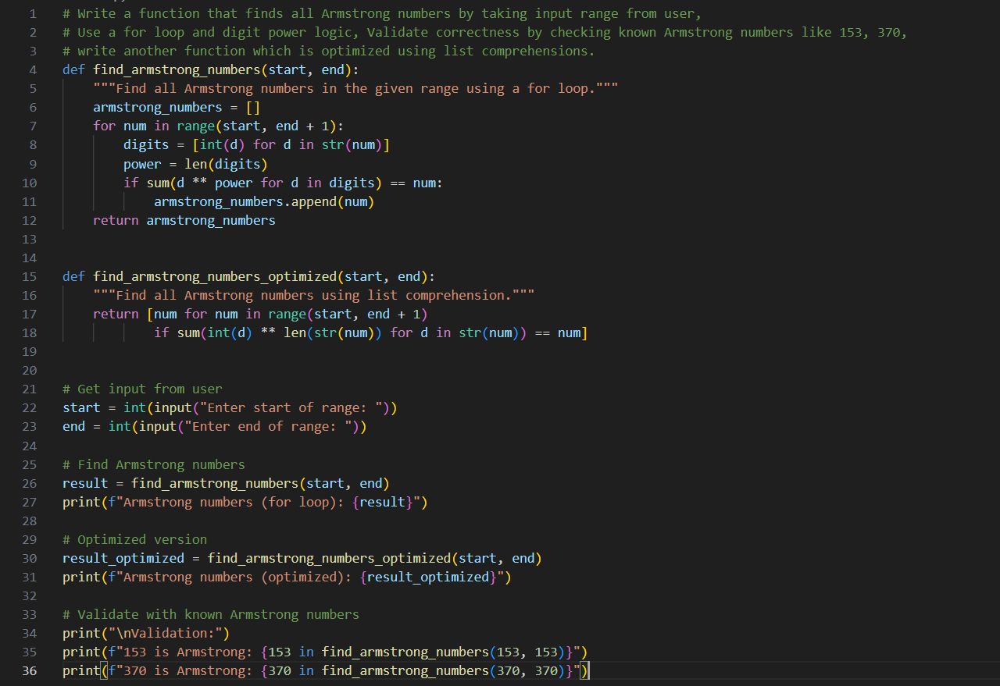 1 # Write a function that finds all Armstrong numbers by taking input range from user,
2 # Use a for loop and digit power logic, Validate correctness by checking known Armstrong numbers like 153, 370,
3 # write another function which is optimized using list comprehensions.
4 def find_armstrong_numbers(start, end):
5     """Find all Armstrong numbers in the given range using a for loop."""
6     armstrong_numbers = []
7     for num in range(start, end + 1):
8         digits = [int(d) for d in str(num)]
9         power = len(digits)
10         if sum(d ** power for d in digits) == num:
11             armstrong_numbers.append(num)
12     return armstrong_numbers
13
14
15 def find_armstrong_numbers_optimized(start, end):
16     """Find all Armstrong numbers using list comprehension."""
17     return [num for num in range(start, end + 1)
18             if sum(int(d) ** len(str(num)) for d in str(num)) == num]
19
20
21 # Get input from user
22 start = int(input("Enter start of range: "))
23 end = int(input("Enter end of range: "))
24
25 # Find Armstrong numbers
26 result = find_armstrong_numbers(start, end)
27 print(f"Armstrong numbers (for loop): {result}")
28
29 # Optimized version
30 result_optimized = find_armstrong_numbers_optimized(start, end)
31 print(f"Armstrong numbers (optimized): {result_optimized}")
32
33 # Validate with known Armstrong numbers
34 print("\nValidation:")
35 print(f"153 is Armstrong: {153 in find_armstrong_numbers(153, 153)}")
36 print(f"370 is Armstrong: {370 in find_armstrong_numbers(370, 370)}")